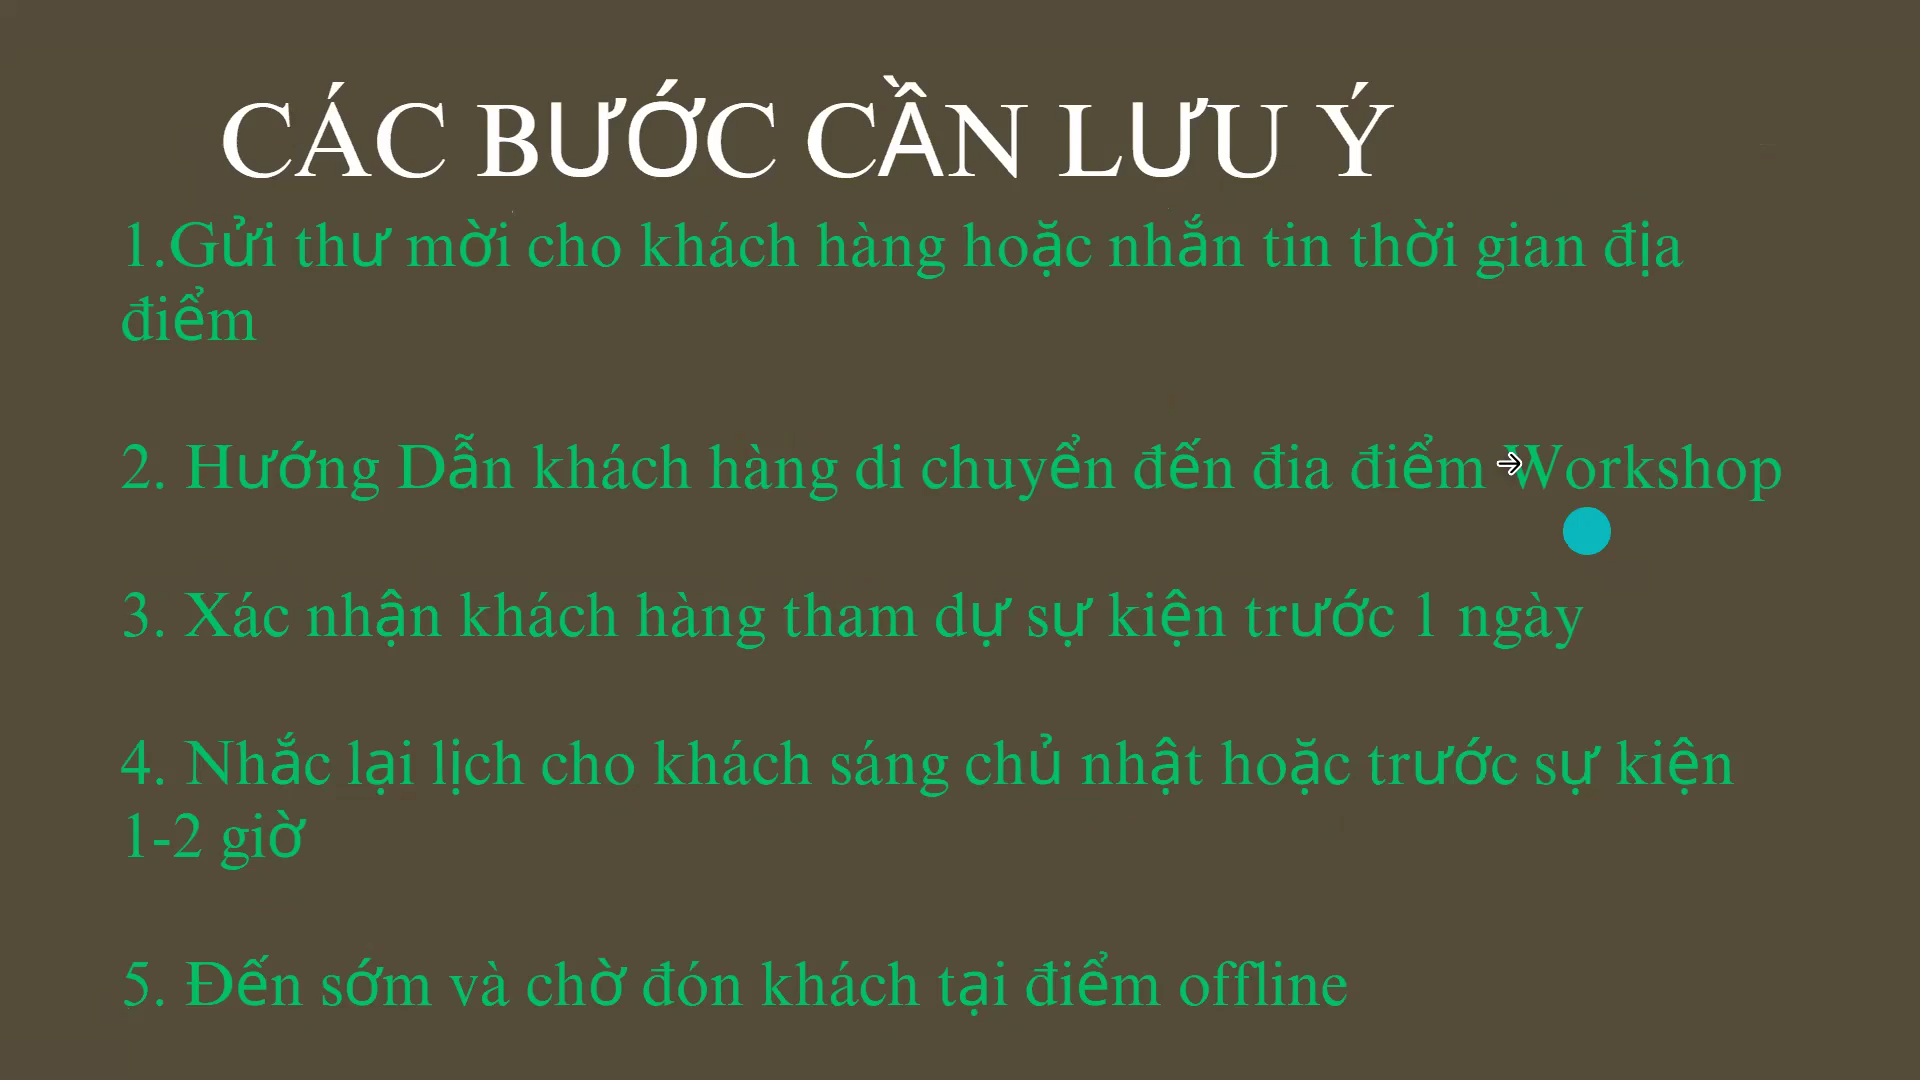 CÁC BƯỚC CẦN LƯU Ý
1.Gửi thư mời cho khách hàng hoặc nhắn tin thời gian địa
điểm
2. Hướng Dẫn khách hàng di chuyển đến đia điểm Workshop
3. Xác nhận khách hàng tham dự sự kiện trước 1 ngày
4. Nhắc lại lịch cho khách sáng chủ nhật hoặc trước sự kiện
1-2 giờ
5. Đến sớm và chờ đón khách tại điểm offline